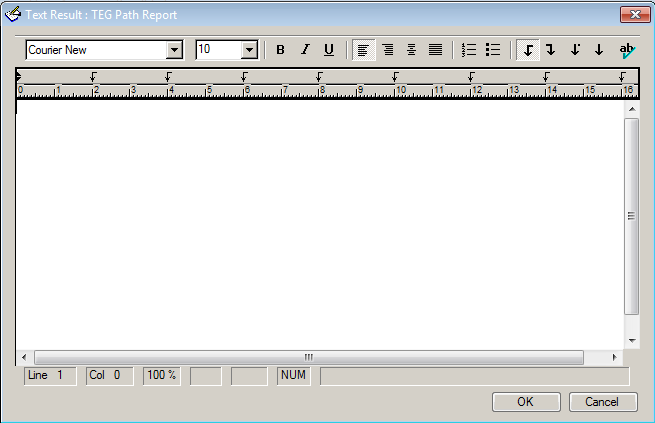 Text Result : TEG Path Report
Courier New 10 B I U ab
0 1 2 3 4 5 6 7 8 9 10 11 12 13 14 15 16
Line 1 Col 0 100 % NUM
OK Cancel